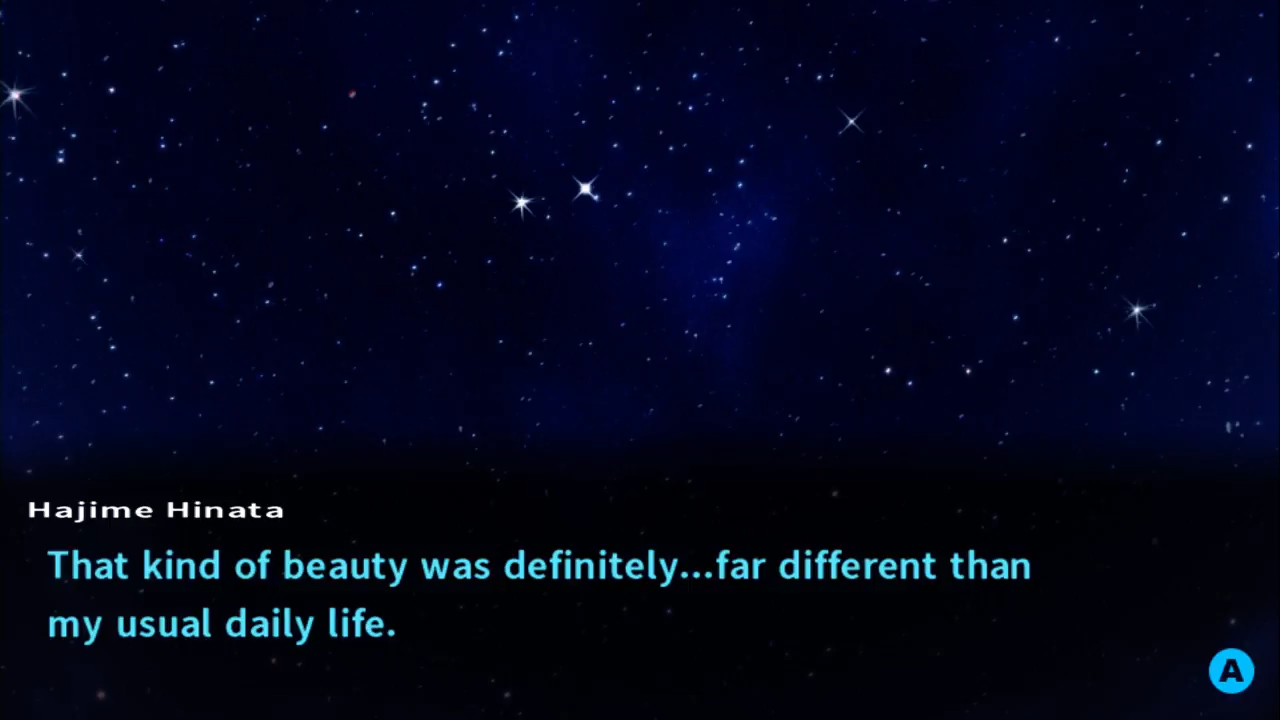 Hajime Hinata
That kind of beauty was definitely...far different than
my usual daily life.
A